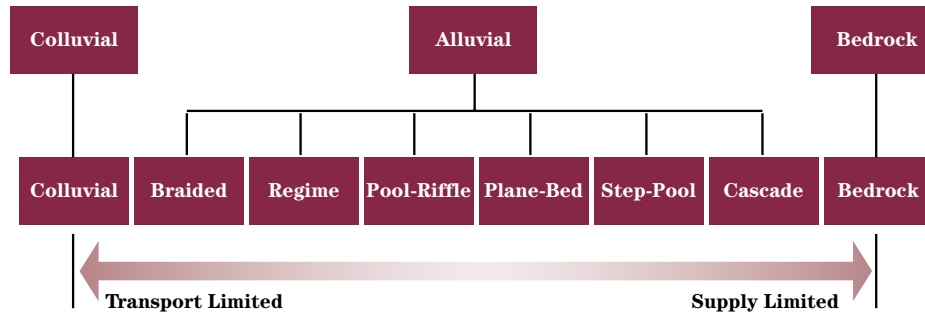 Colluvial
Alluvial
Bedrock
Colluvial
Braided
Regime
Pool-Riffle
Plane-Bed
Step-Pool
Cascade
Bedrock
Transport Limited
Supply Limited